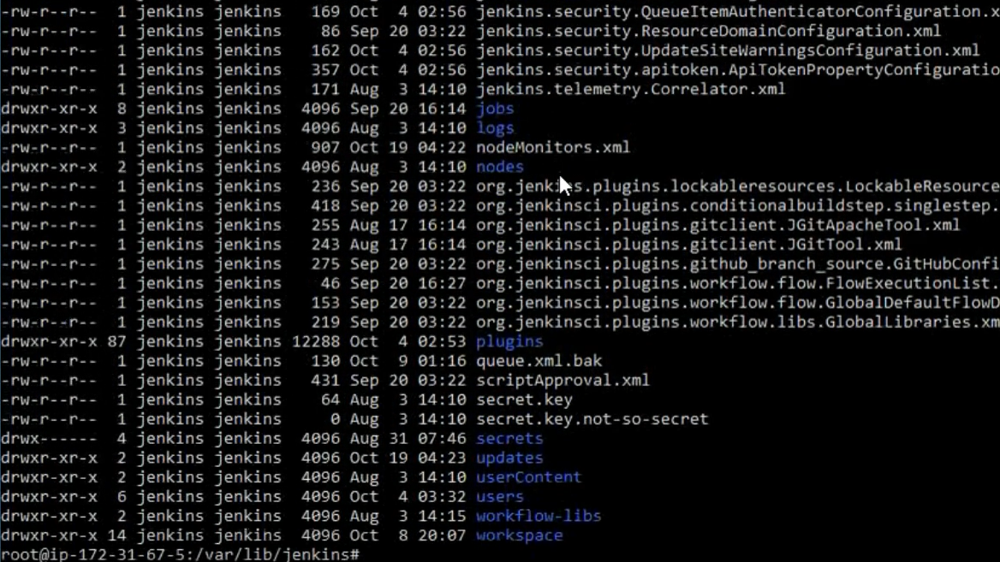 -rw-r--r-- 1 jenkins jenkins 169 Oct 4 02:56 jenkins.security.QueueItemAuthenticatorConfiguration.x
-rw-r--r-- 1 jenkins jenkins 86 Sep 20 03:22 jenkins.security.ResourceDomainConfiguration.xml
-rw-r--r-- 1 jenkins jenkins 162 Oct 4 02:56 jenkins.security.UpdateSiteWarningsConfiguration.xml
-rw-r--r-- 1 jenkins jenkins 357 Oct 4 02:56 jenkins.security.apitoken.ApiTokenPropertyConfiguratio
-rw-r--r-- 1 jenkins jenkins 171 Aug 3 14:10 jenkins.telemetry.Correlator.xml
drwxr-xr-x 8 jenkins jenkins 4096 Sep 20 16:14 jobs
drwxr-xr-x 3 jenkins jenkins 4096 Aug 3 14:10 logs
-rw-r--r-- 1 jenkins jenkins 907 Oct 19 04:22 nodeMonitors.xml
drwxr-xr-x 2 jenkins jenkins 4096 Aug 3 14:10 nodes
-rw-r--r-- 1 jenkins jenkins 236 Sep 20 03:22 org.jenkins.plugins.lockableresources.LockableResource
-rw-r--r-- 1 jenkins jenkins 418 Sep 20 03:22 org.jenkinsci.plugins.conditionalbuildstep.singlestep.
-rw-r--r-- 1 jenkins jenkins 255 Aug 17 16:14 org.jenkinsci.plugins.gitclient.JGitApacheTool.xml
-rw-r--r-- 1 jenkins jenkins 243 Aug 17 16:14 org.jenkinsci.plugins.gitclient.JGitTool.xml
-rw-r--r-- 1 jenkins jenkins 275 Sep 20 03:22 org.jenkinsci.plugins.github_branch_source.GitHubConfi
-rw-r--r-- 1 jenkins jenkins 46 Sep 20 16:27 org.jenkinsci.plugins.workflow.flow.FlowExecutionList.
-rw-r--r-- 1 jenkins jenkins 153 Sep 20 03:22 org.jenkinsci.plugins.workflow.flow.GlobalDefaultFlowD
-rw-r--r-- 1 jenkins jenkins 219 Sep 20 03:22 org.jenkinsci.plugins.workflow.libs.GlobalLibraries.xm
drwxr-xr-x 87 jenkins jenkins 12288 Oct 4 02:53 plugins
-rw-r--r-- 1 jenkins jenkins 130 Oct 9 01:16 queue.xml.bak
-rw-r--r-- 1 jenkins jenkins 431 Sep 20 03:22 scriptApproval.xml
-rw-r--r-- 1 jenkins jenkins 64 Aug 3 14:10 secret.key
-rw-r--r-- 1 jenkins jenkins 0 Aug 3 14:10 secret.key.not-so-secret
drwx------ 4 jenkins jenkins 4096 Aug 31 07:46 secrets
drwxr-xr-x 2 jenkins jenkins 4096 Oct 19 04:23 updates
drwxr-xr-x 2 jenkins jenkins 4096 Aug 3 14:10 userContent
drwxr-xr-x 6 jenkins jenkins 4096 Oct 4 03:32 users
drwxr-xr-x 2 jenkins jenkins 4096 Aug 3 14:15 workflow-libs
drwxr-xr-x 14 jenkins jenkins 4096 Oct 8 20:07 workspace
root@ip-172-31-67-5:/var/lib/jenkins#